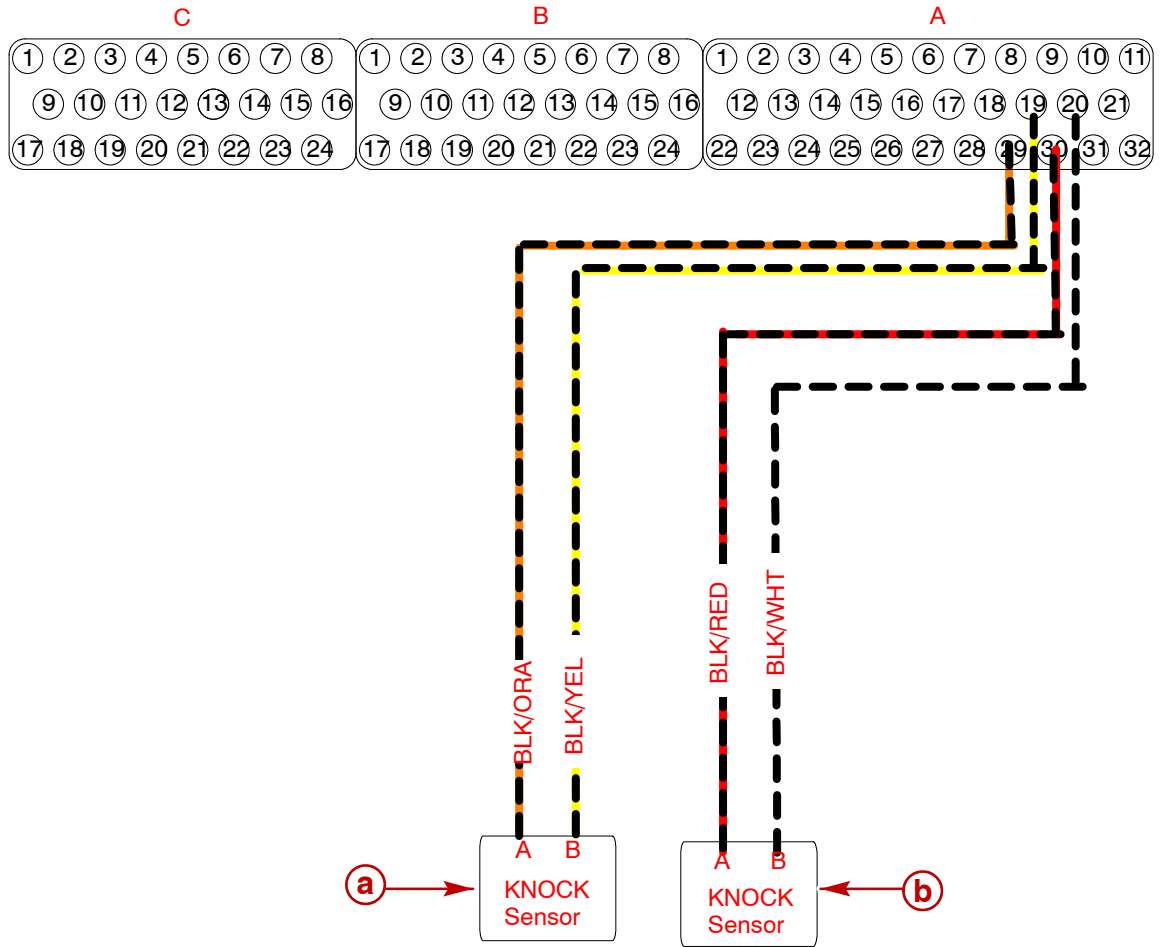 C B A
1 2 3 4 5 6 7 8 1 2 3 4 5 6 7 8 1 2 3 4 5 6 7 8 9 10 11
9 10 11 12 13 14 15 16 9 10 11 12 13 14 15 16 12 13 14 15 16 17 18 19 20 21
17 18 19 20 21 22 23 24 17 18 19 20 21 22 23 24 22 23 24 25 26 27 28 29 30 31 32
BLK/ORA
BLK/YEL
BLK/RED
BLK/WHT
A B
KNOCK
Sensor
a
A B
KNOCK
Sensor
b